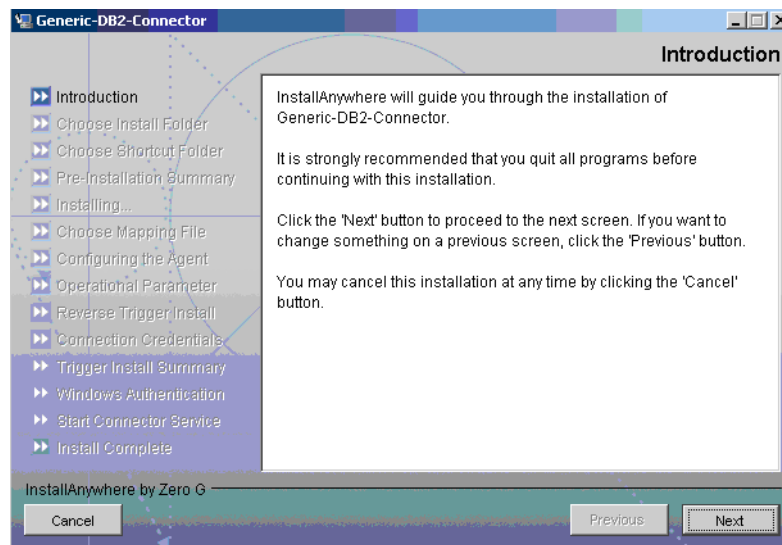 Generic-DB2-Connector
Introduction
Introduction
Choose Install Folder
Choose Shortcut Folder
Pre-Installation Summary
Installing...
Choose Mapping File
Configuring the Agent
Operational Parameter
Reverse Trigger Install
Connection Credentials
Trigger Install Summary
Windows Authentication
Start Connector Service
Install Complete
InstallAnywhere will guide you through the installation of
Generic-DB2-Connector.
It is strongly recommended that you quit all programs before
continuing with this installation.
Click the 'Next' button to proceed to the next screen. If you want to
change something on a previous screen, click the 'Previous' button.
You may cancel this installation at any time by clicking the 'Cancel'
button.
InstallAnywhere by Zero G
Cancel
Previous
Next